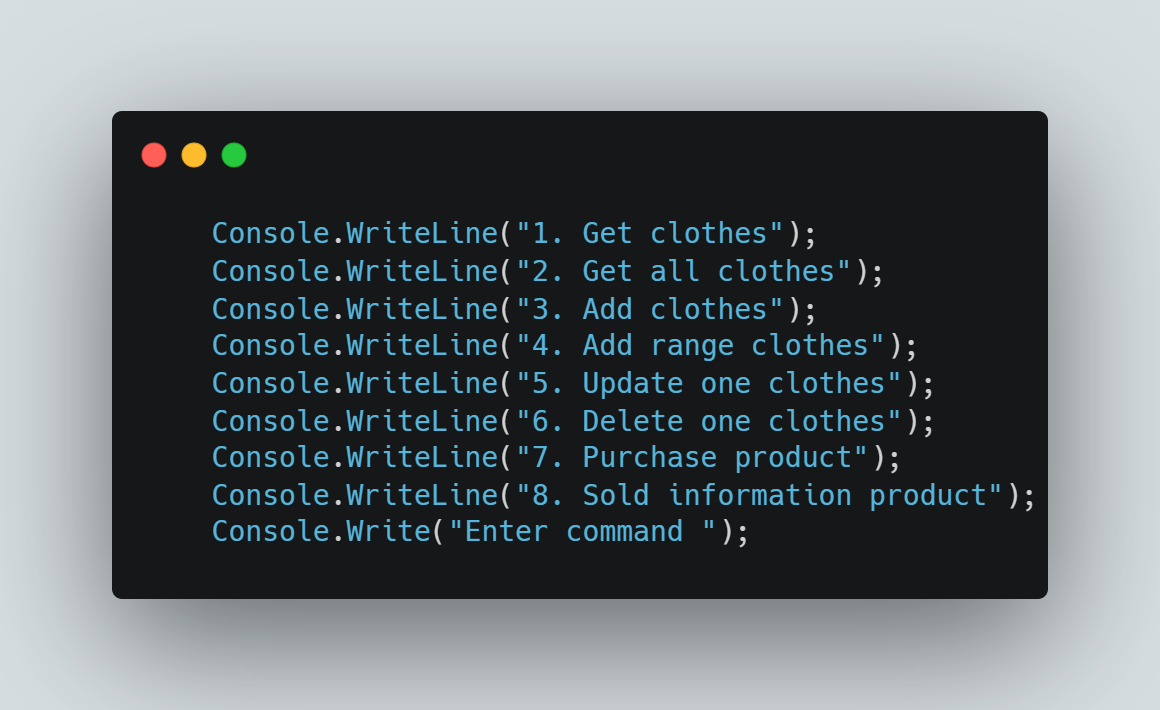 Console.WriteLine("1. Get clothes");
Console.WriteLine("2. Get all clothes");
Console.WriteLine("3. Add clothes");
Console.WriteLine("4. Add range clothes");
Console.WriteLine("5. Update one clothes");
Console.WriteLine("6. Delete one clothes");
Console.WriteLine("7. Purchase product");
Console.WriteLine("8. Sold information product");
Console.Write("Enter command ");